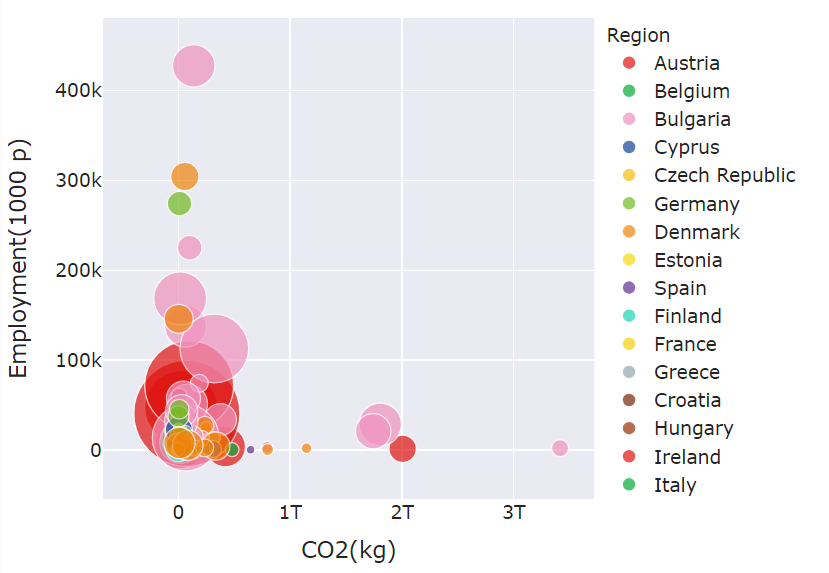 Employment(1000 p)
400k
300k
200k
100k
0
0
1T
2T
3T
CO2(kg)
Region
Austria
Belgium
Bulgaria
Cyprus
Czech Republic
Germany
Denmark
Estonia
Spain
Finland
France
Greece
Croatia
Hungary
Ireland
Italy